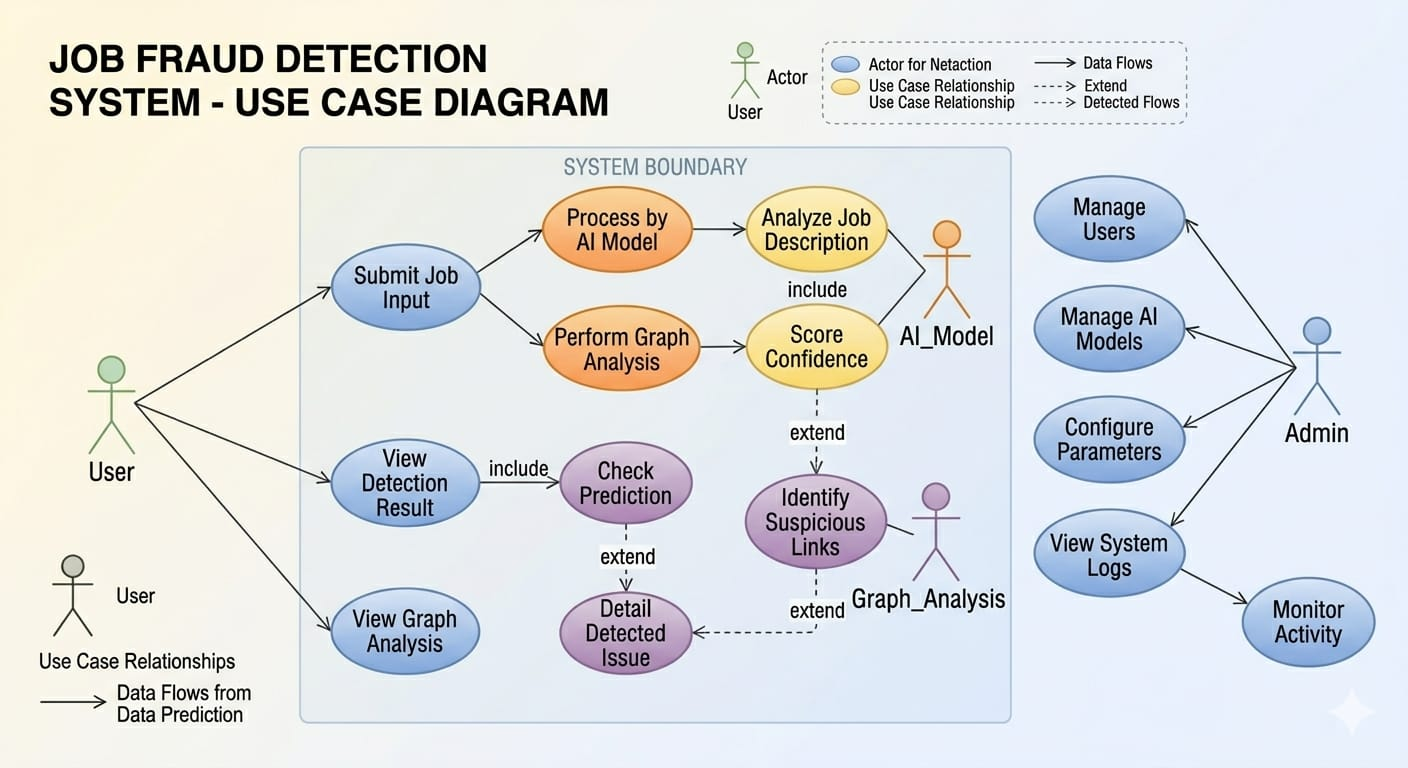 JOB FRAUD DETECTION
SYSTEM - USE CASE DIAGRAM
Actor
User
Actor for Netaction
Use Case Relationship
Use Case Relationship
Data Flows
Extend
Detected Flows
SYSTEM BOUNDARY
Process by
AI Model
Analyze Job
Description
Submit Job
Input
include
Perform Graph
Analysis
Score
Confidence
AI_Model
Manage
Users
Manage AI
Models
Configure
Parameters
View System
Logs
Monitor
Activity
Admin
User
extend
View
Detection
Result
include
Check
Prediction
Identify
Suspicious
Links
extend
extend
Graph_Analysis
View Graph
Analysis
Detail
Detected
Issue
User
Use Case Relationships
Data Flows from
Data Prediction